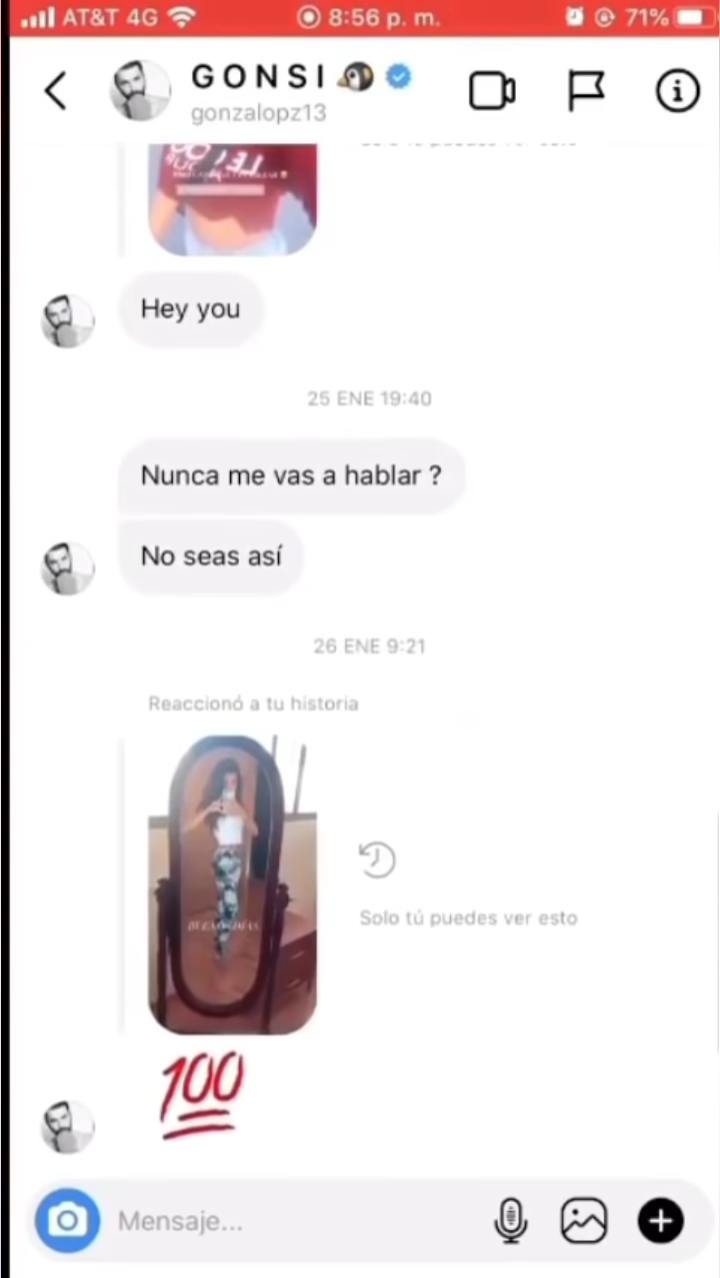 AT&T 4G 8:56 p. m. 71%
G O N S I
gonzalopz13
Hey you
25 ENE 19:40
Nunca me vas a hablar ?
No seas así
26 ENE 9:21
Reaccionó a tu historia
Solo tú puedes ver esto
100
Mensaje...